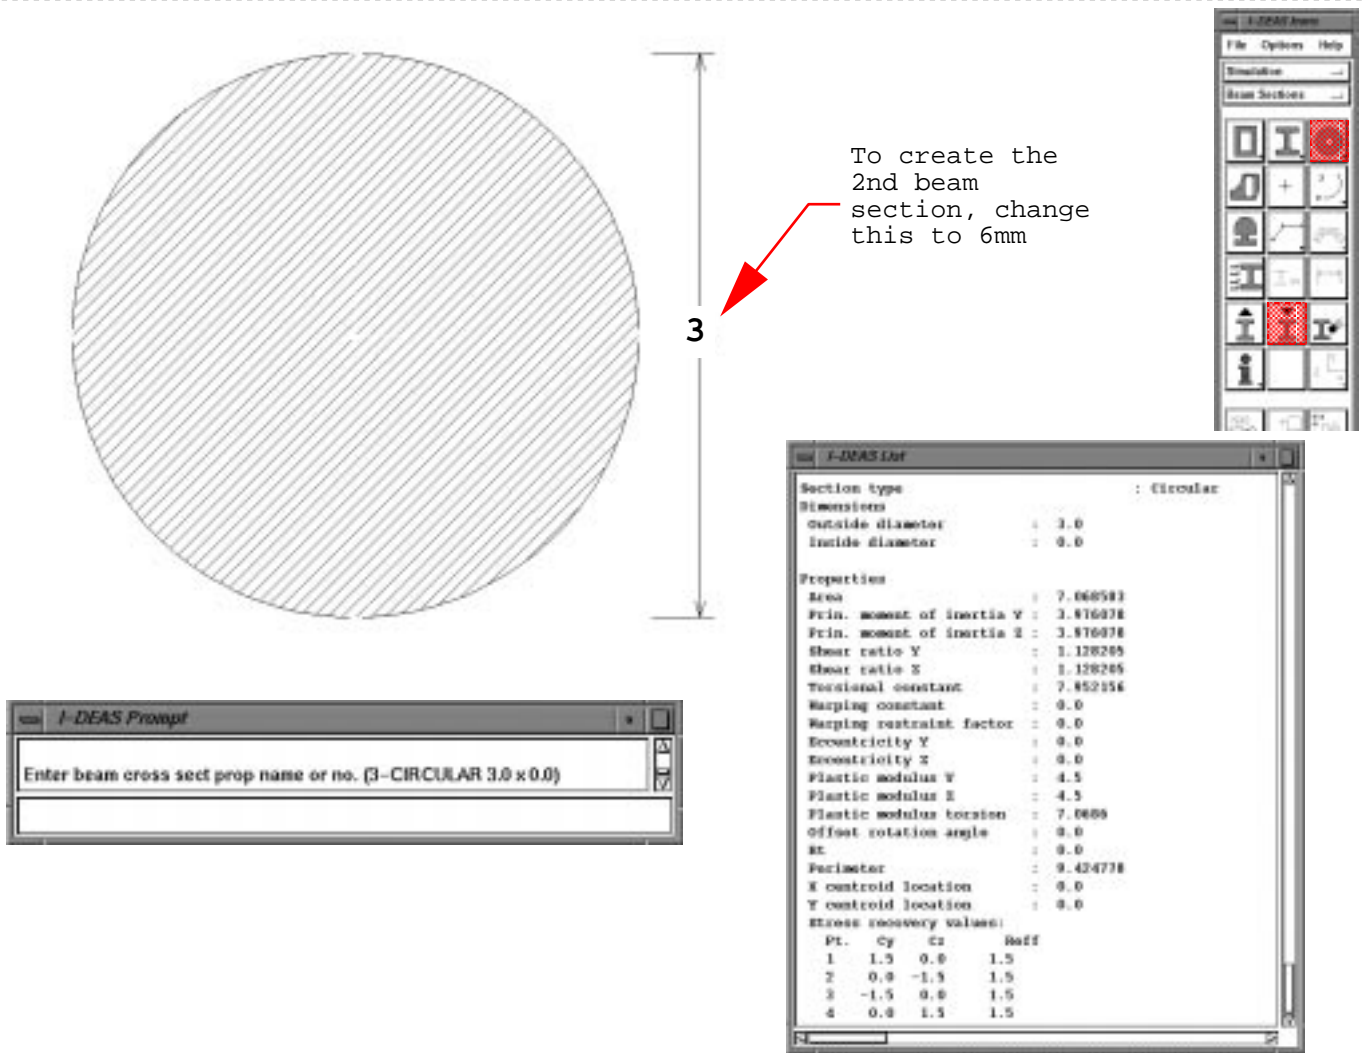 I-DEAS Icons
File Options Help
Simulation
Beam Sections
To create the
2nd beam
section, change
this to 6mm
3
I-DEAS List
Section type : Circular
Dimensions
Outside diameter : 3.0
Inside diameter : 0.0
Properties
Area : 7.068583
Prin. moment of inertia Y : 3.976078
Prin. moment of inertia Z : 3.976078
Shear ratio Y : 1.128205
Shear ratio Z : 1.128205
Torsional constant : 7.952156
Warping constant : 0.0
Warping restraint factor : 0.0
Eccentricity Y : 0.0
Eccentricity Z : 0.0
Plastic modulus Y : 4.5
Plastic modulus Z : 4.5
Plastic modulus torsion : 7.0686
Offset rotation angle : 0.0
Rt : 0.0
Perimeter : 9.424778
X centroid location : 0.0
Y centroid location : 0.0
Stress recovery values:
Pt. Cy Cz Reff
1 1.5 0.0 1.5
2 0.0 -1.5 1.5
3 -1.5 0.0 1.5
4 0.0 1.5 1.5
I-DEAS Prompt
Enter beam cross sect prop name or no. (3-CIRCULAR 3.0 x 0.0)